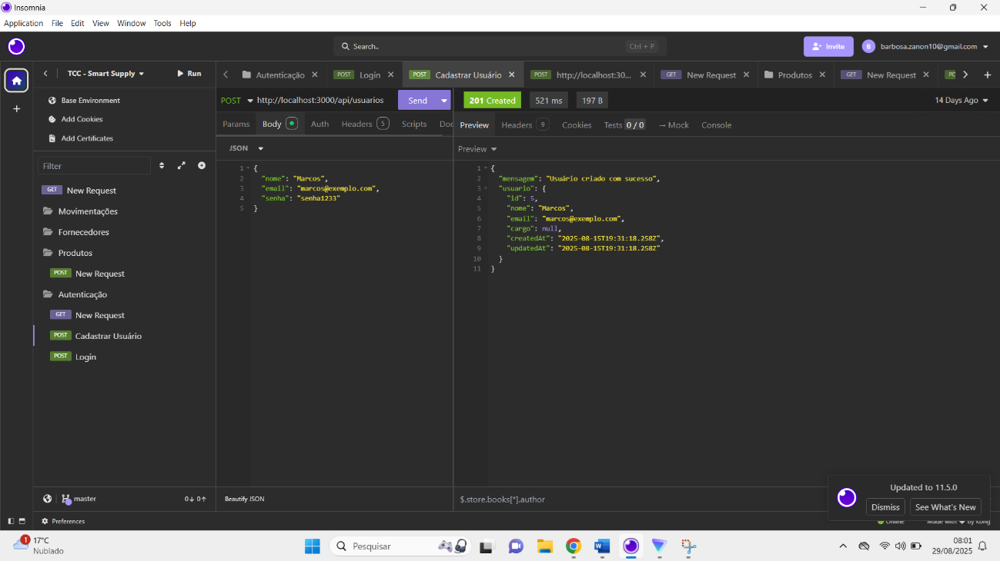 Insomnia
Application File Edit View Window Tools Help
Search.. Ctrl + P
Invite
B barbosa.zanon10@gmail.com
TCC - Smart Supply
Run
Autenticação
POST Login
POST Cadastrar Usuário
POST http://localhost:30...
GET New Request
Produtos
GET New Request
Base Environment
Add Cookies
Add Certificates
Filter
GET New Request
Movimentações
Fornecedores
Produtos
POST New Request
Autenticação
GET New Request
POST Cadastrar Usuário
POST Login
master
0 0
Preferences
POST http://localhost:3000/api/usuarios
Send
Params Body Auth Headers 5 Scripts
JSON
1 {
2 "nome": "Marcos",
3 "email": "marcos@exemplo.com",
4 "senha": "senha1233"
5 }
Beautify JSON
201 Created 521 ms 197 B
14 Days Ago
Preview Headers 9 Cookies Tests 0 / 0 → Mock Console
Preview
1 {
2 "mensagem": "Usuário criado com sucesso",
3 "usuario": {
4 "id": 5,
5 "nome": "Marcos",
6 "email": "marcos@exemplo.com",
7 "cargo": null,
8 "createdAt": "2025-08-15T19:31:18.258Z",
9 "updatedAt": "2025-08-15T19:31:18.258Z"
10 }
11 }
$.store.books[*].author
Updated to 11.5.0
Dismiss
See What's New
Online
Made with ♥ by Kong
1
17°C
Nublado
Pesquisar
08:01
29/08/2025